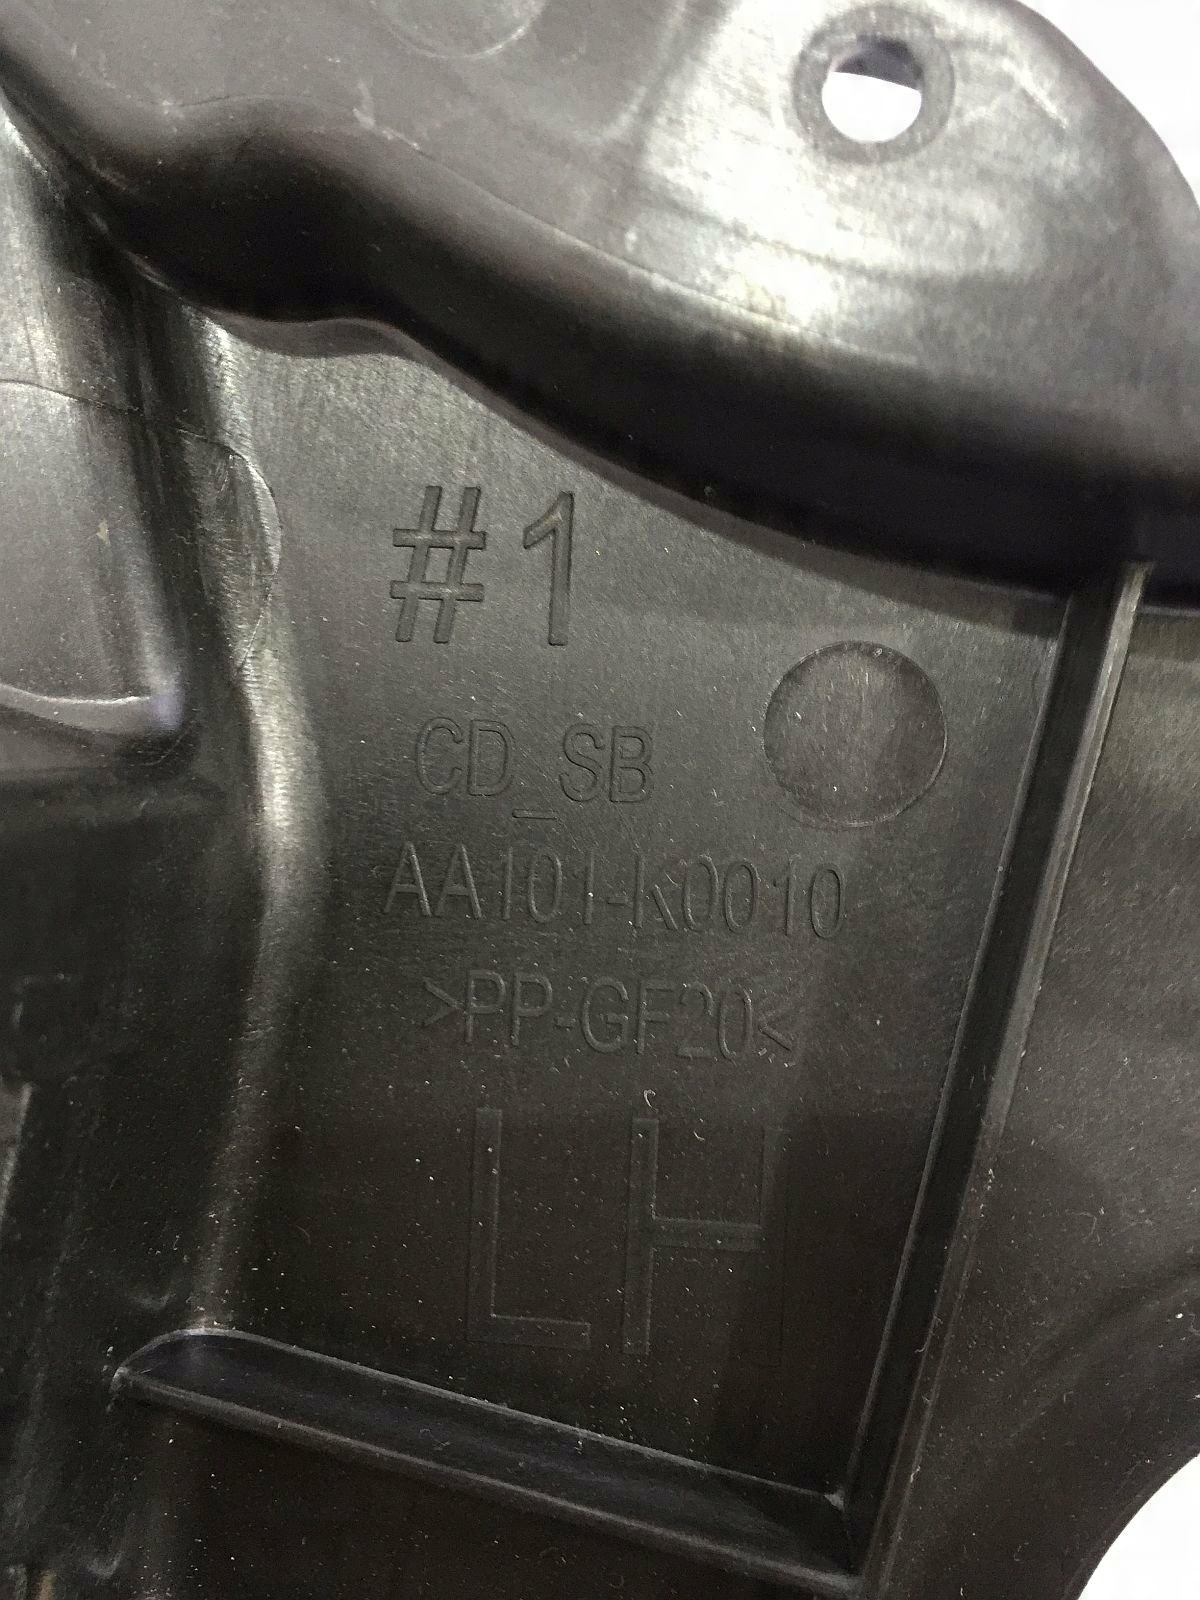 #1
CD_SB
AA101-K0010
>PP-GF20<
LH